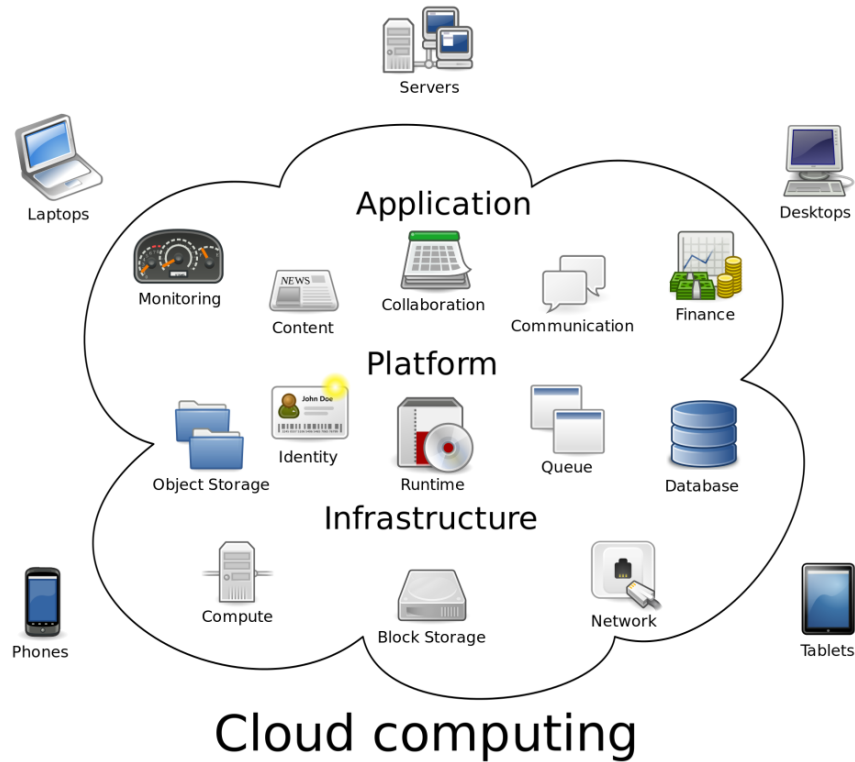 Servers
Laptops
Desktops
Application
Monitoring
NEWS
Content
Collaboration
Communication
Finance
Platform
John Doe
Object Storage
Identity
Runtime
Queue
Database
Infrastructure
Compute
Block Storage
Network
Phones
Tablets
Cloud computing